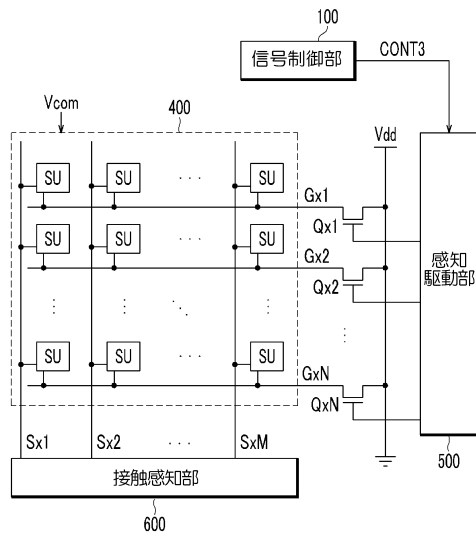 100
信号制御部
CONT3
Vcom
400
Vdd
SU SU ・・・ SU
Gx1
Qx1
SU SU ・・・ SU
Gx2
Qx2
感知
駆動部
SU SU ・・・ SU
GxN
QxN
Sx1 Sx2 ・・・ SxM
500
接触感知部
600